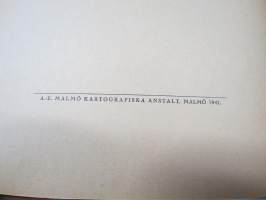 A.-B. MALMÖ KARTOGRAFISKA ANSTALT, MALMÖ 1941.